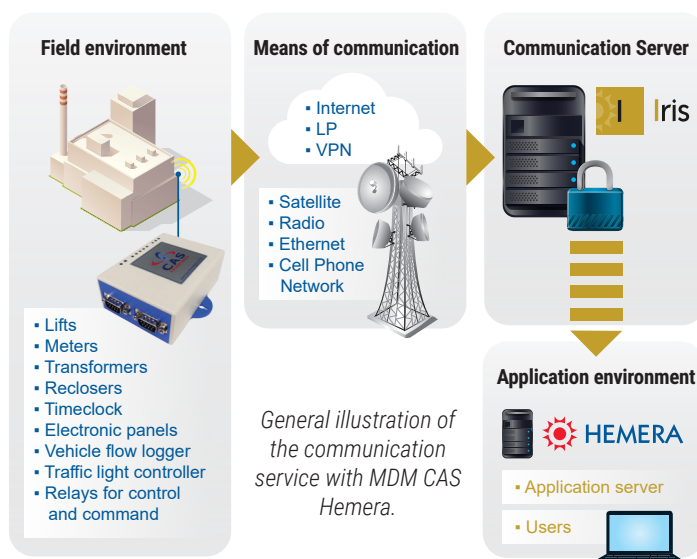 Field environment
CAS
▪ Lifts
▪ Meters
▪ Transformers
▪ Reclosers
▪ Timeclock
▪ Electronic panels
▪ Vehicle flow logger
▪ Traffic light controller
▪ Relays for control
and command
Means of communication
▪ Internet
▪ LP
▪ VPN
▪ Satellite
▪ Radio
▪ Ethernet
▪ Cell Phone
Network
General illustration of
the communication
service with MDM CAS
Hemera.
Communication Server
I Iris
Application environment
HEMERA
▪ Application server
▪ Users